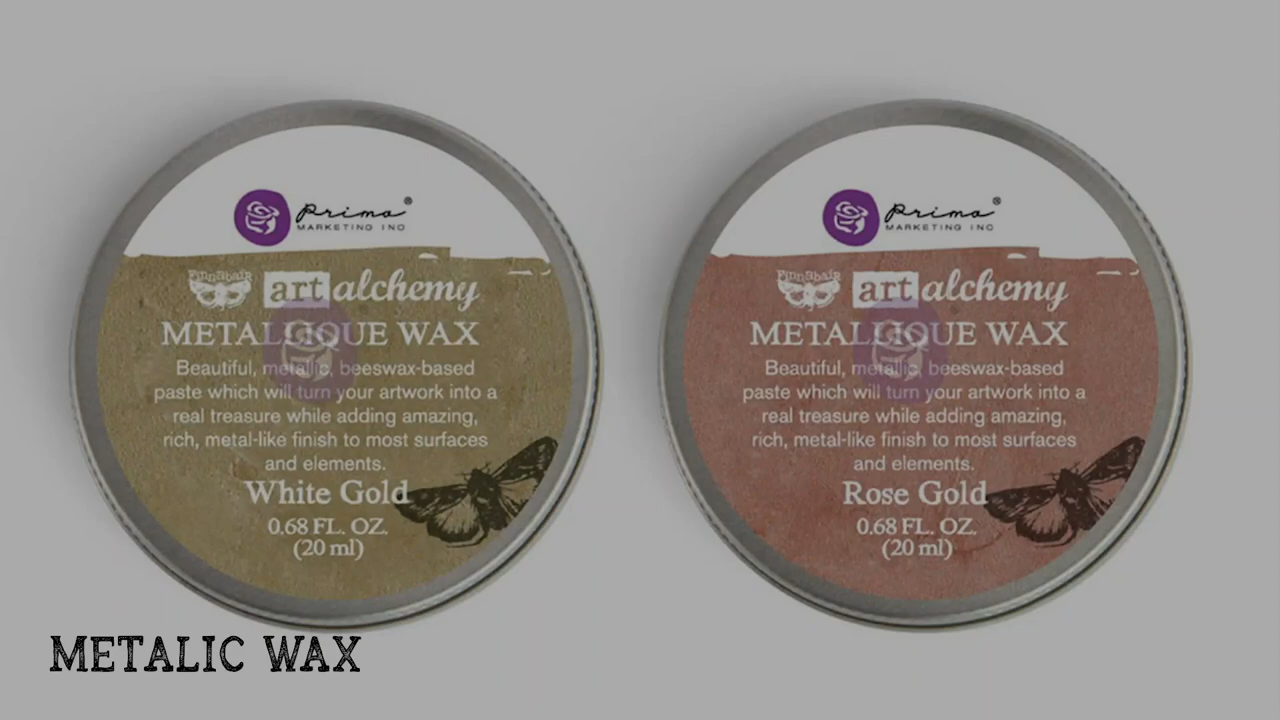 Prima®
MARKETING INC
Finnabair
art alchemy
METALLIQUE WAX
Beautiful, metallic, beeswax-based
paste which will turn your artwork into a
real treasure while adding amazing,
rich, metal-like finish to most surfaces
and elements.
White Gold
0.68 FL. OZ.
(20 ml)
Prima®
MARKETING INC
Finnabair
art alchemy
METALLIQUE WAX
Beautiful, metallic, beeswax-based
paste which will turn your artwork into a
real treasure while adding amazing,
rich, metal-like finish to most surfaces
and elements.
Rose Gold
0.68 FL. OZ.
(20 ml)
METALIC WAX